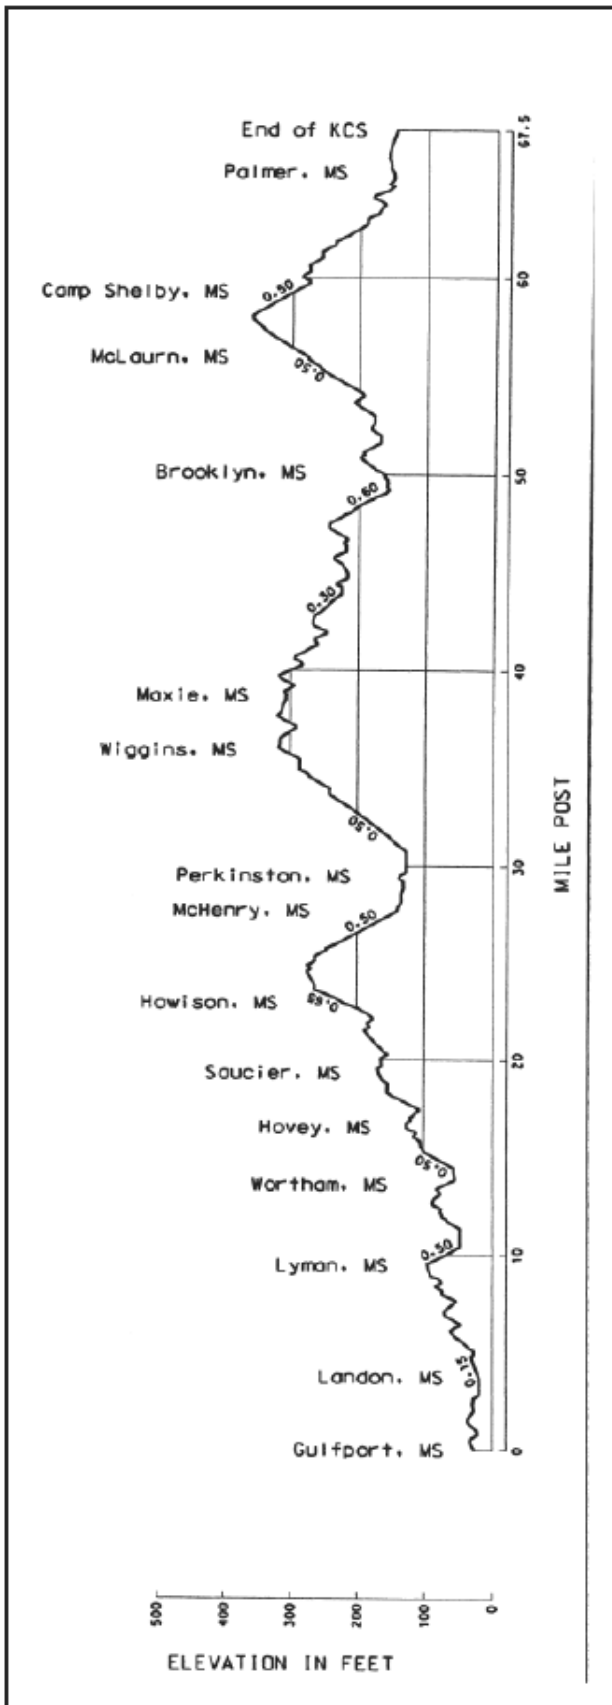 End of KCS
67.5
Palmer. MS
60
Camp Shelby. MS
0.50
McLaurn. MS
0.50
Brooklyn. MS
50
0.60
0.30
40
Maxie. MS
Wiggins. MS
MILE POST
0.50
30
Perkinston. MS
McHenry. MS
0.50
Howison. MS
0.65
20
Saucier. MS
Hovey. MS
0.50
Wortham. MS
0.50
10
Lyman. MS
Landon. MS
0.15
Gulfport. MS
0
500
400
300
200
100
0
ELEVATION IN FEET